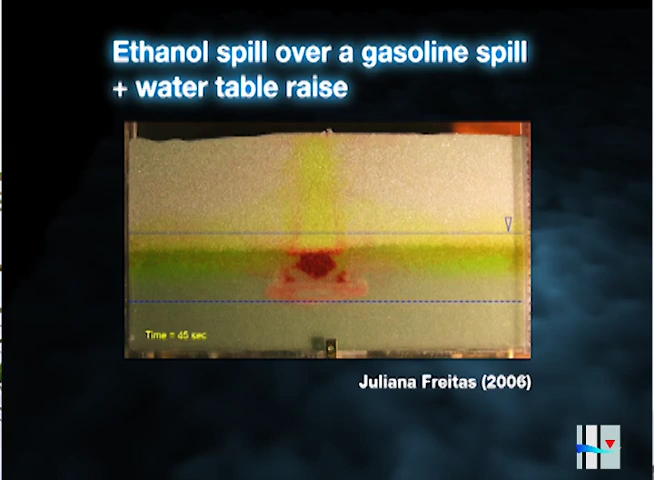 Ethanol spill over a gasoline spill
+ water table raise
Time = 45 sec
Juliana Freitas (2006)